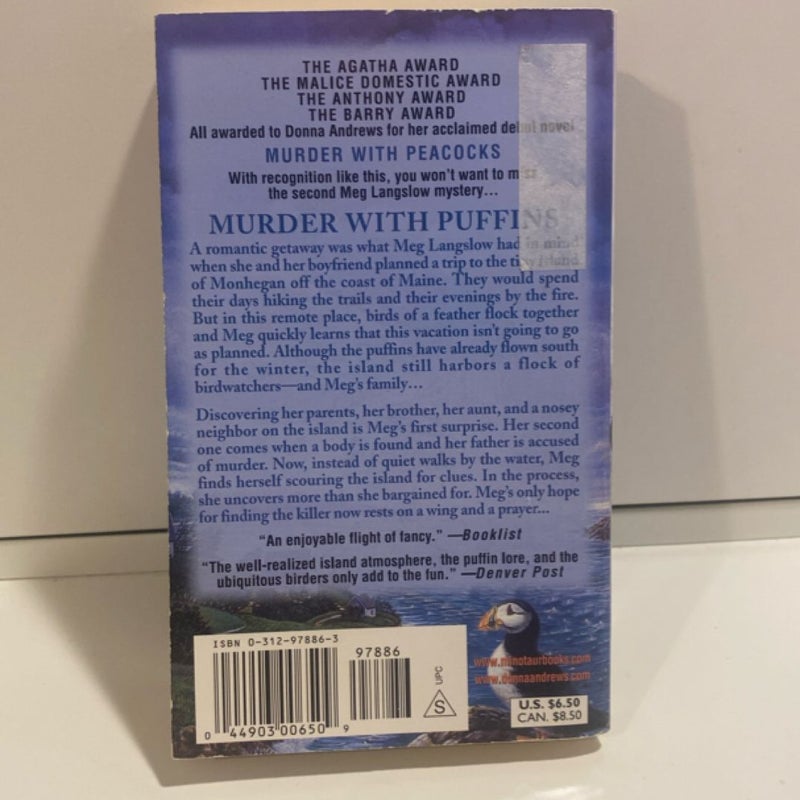 THE AGATHA AWARD
THE MALICE DOMESTIC AWARD
THE ANTHONY AWARD
THE BARRY AWARD
All awarded to Donna Andrews for her acclaimed debut novel
MURDER WITH PEACOCKS
With recognition like this, you won't want to miss
the second Meg Langslow mystery...
MURDER WITH PUFFINS
A romantic getaway was what Meg Langslow had in mind
when she and her boyfriend planned a trip to the tiny island
of Monhegan off the coast of Maine. They would spend
their days hiking the trails and their evenings by the fire.
But in this remote place, birds of a feather flock together
and Meg quickly learns that this vacation isn't going to go
as planned. Although the puffins have already flown south
for the winter, the island still harbors a flock of
birdwatchers—and Meg's family...
Discovering her parents, her brother, her aunt, and a nosey
neighbor on the island is Meg's first surprise. Her second
one comes when a body is found and her father is accused
of murder. Now, instead of quiet walks by the water, Meg
finds herself scouring the island for clues. In the process,
she uncovers more than she bargained for. Meg's only hope
for finding the killer now rests on a wing and a prayer...
"An enjoyable flight of fancy." —Booklist
"The well-realized island atmosphere, the puffin lore, and the
ubiquitous birders only add to the fun." —Denver Post
ISBN 0-312-97886-3
97886
0 44903 00650 9
UPC
S
www.minotaurbooks.com
www.donnaandrews.com
U.S. $6.50
CAN. $8.50